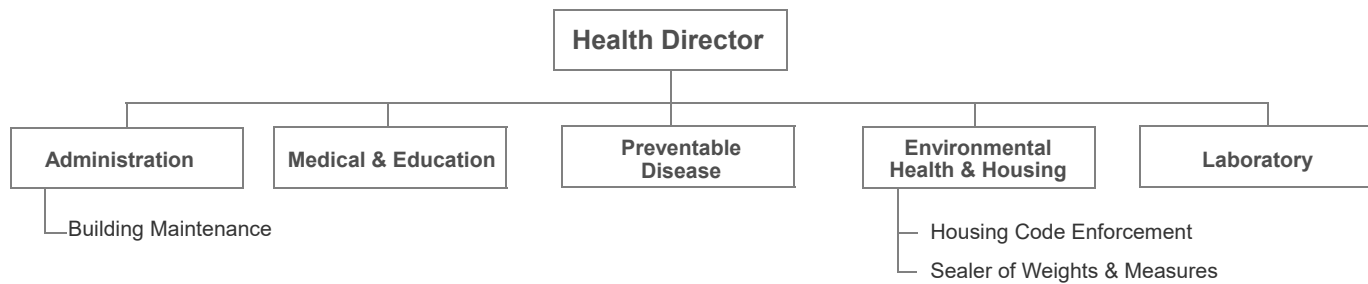 Health Director
Administration
Medical & Education
Preventable
Disease
Environmental
Health & Housing
Laboratory
Building Maintenance
Housing Code Enforcement
Sealer of Weights & Measures